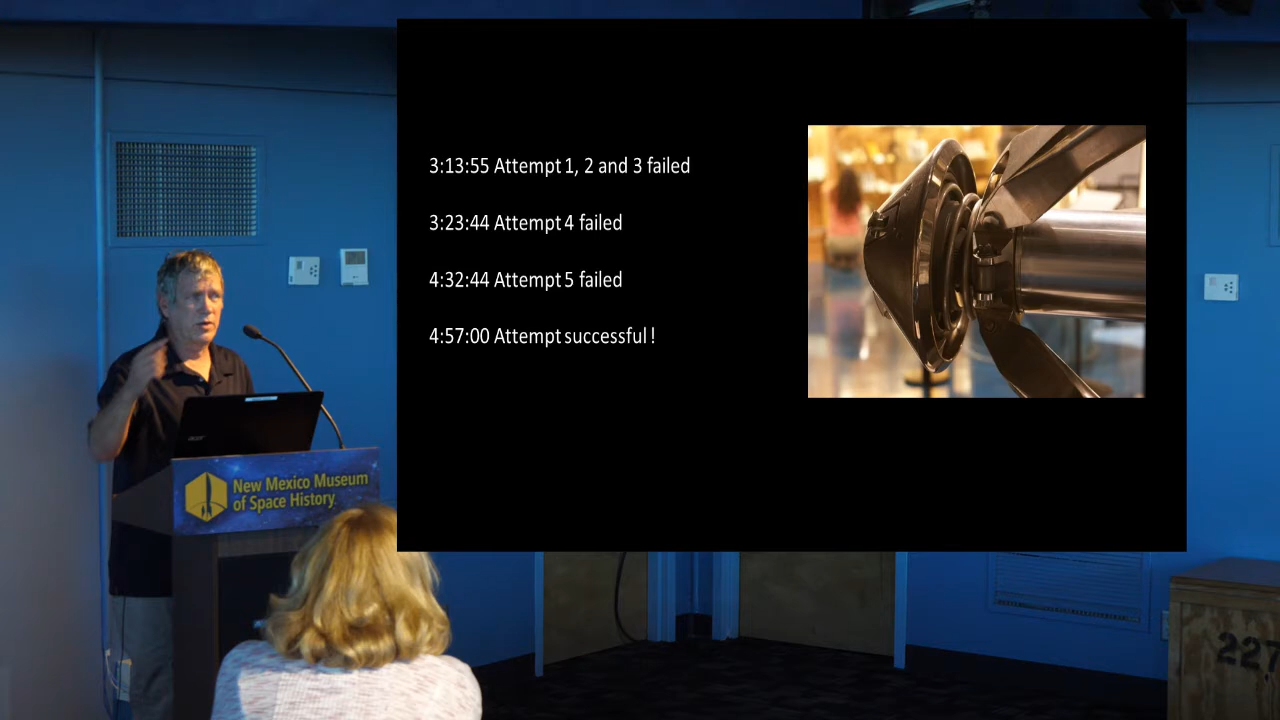 3:13:55 Attempt 1, 2 and 3 failed
3:23:44 Attempt 4 failed
4:32:44 Attempt 5 failed
4:57:00 Attempt successful !
acer
New Mexico Museum
of Space History
227